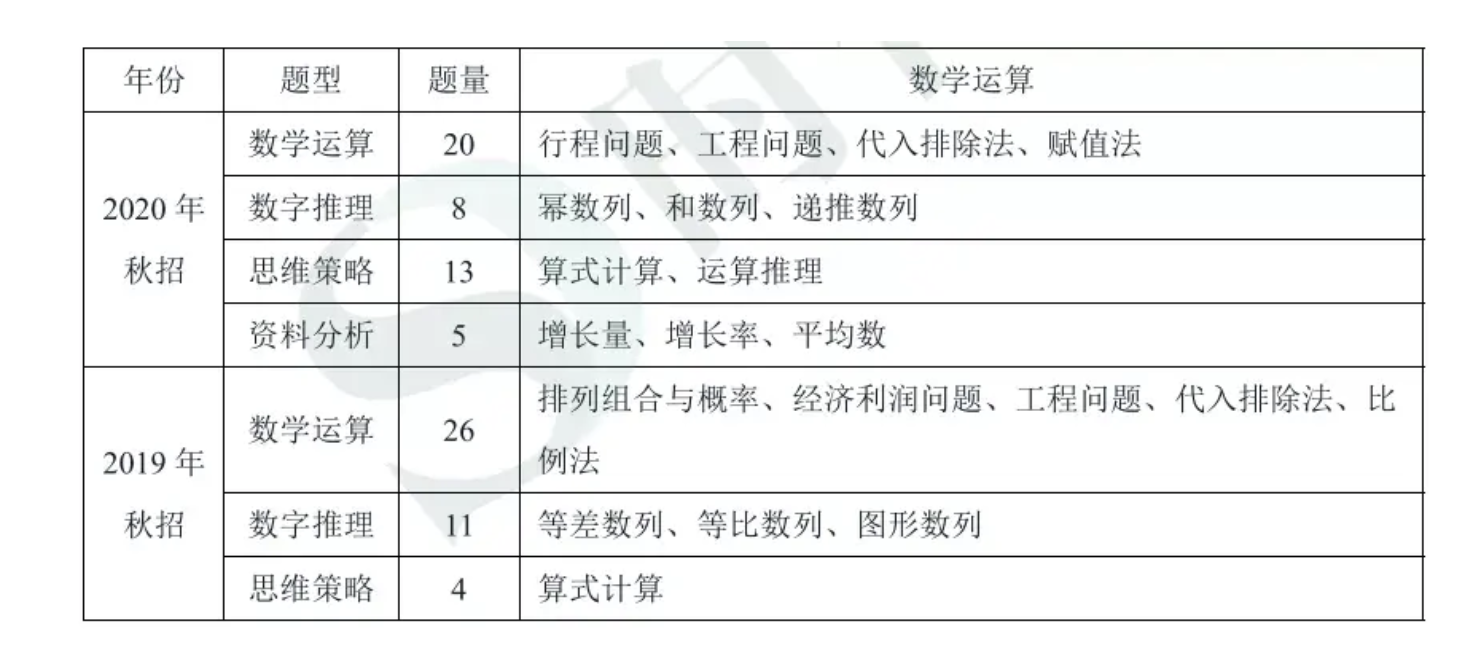 年份 题型 题量 数学运算
数学运算 20 行程问题、工程问题、代入排除法、赋值法
2020 年 数字推理 8 幂数列、和数列、递推数列
秋招 思维策略 13 算式计算、运算推理
资料分析 5 增长量、增长率、平均数
排列组合与概率、经济利润问题、工程问题、代入排除法、比
数学运算 26
例法
2019 年
秋招 数字推理 11 等差数列、等比数列、图形数列
思维策略 4 算式计算